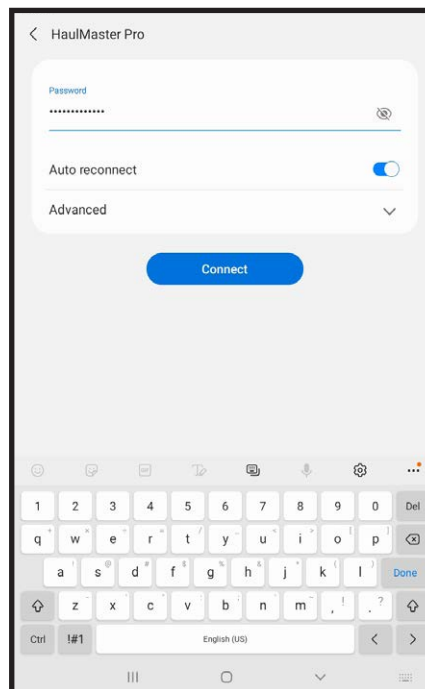 HaulMaster Pro
Password
•••••••••••••
Auto reconnect
Advanced
Connect
1 2 3 4 5 6 7 8 9 0 Del
q w e r t y u i o p
a s d f g h j k l Done
z x c v b n m , ! . ?
Ctrl !#1 English (US) < >